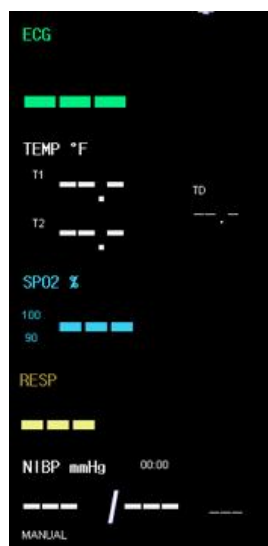 ECG
---
TEMP °F
T1 --.- TD
--.-
T2 --.-
SPO2 %
100
90 ---
RESP
---
NIBP mmHg 00:00
--- /--- ---
MANUAL